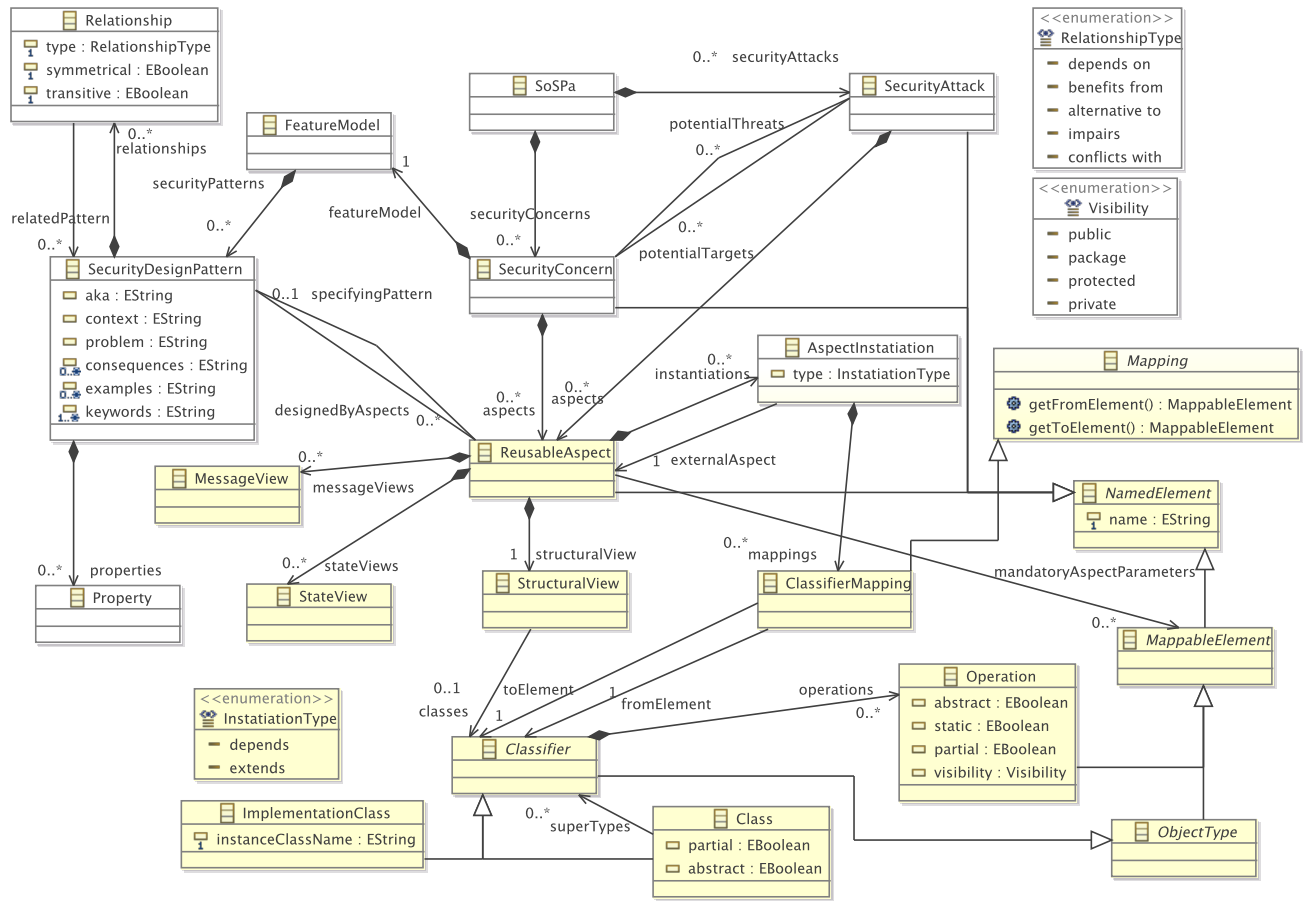 Relationship
type : RelationshipType
symmetrical : EBoolean
transitive : EBoolean
0..*
relationships
relatedPattern
0..*
FeatureModel
securityPatterns
0..*
1
featureModel
SoSPa
0..*
securityAttacks
SecurityAttack
potentialThreats
0..*
securityConcerns
0..*
0..*
potentialTargets
<<enumeration>>
RelationshipType
depends on
benefits from
alternative to
impairs
conflicts with
<<enumeration>>
Visibility
public
package
protected
private
SecurityDesignPattern
aka : EString
context : EString
problem : EString
0..* consequences : EString
0..* examples : EString
1..* keywords : EString
0..1
specifyingPattern
designedByAspects
0..*
SecurityConcern
0..*
aspects
0..*
aspects
0..*
instantiations
AspectInstatiation
type : InstatiationType
Mapping
getFromElement() : MappableElement
getToElement() : MappableElement
ReusableAspect
1
externalAspect
MessageView
0..*
messageViews
NamedElement
1 name : EString
0..*
stateViews
StateView
1
structuralView
StructuralView
0..*
mappings
ClassifierMapping
mandatoryAspectParameters
0..*
MappableElement
0..*
properties
Property
<<enumeration>>
InstatiationType
depends
extends
0..1
classes
toElement
1
1
fromElement
operations
0..*
Operation
abstract : EBoolean
static : EBoolean
partial : EBoolean
visibility : Visibility
Classifier
ImplementationClass
1 instanceClassName : EString
0..*
superTypes
Class
partial : EBoolean
abstract : EBoolean
ObjectType